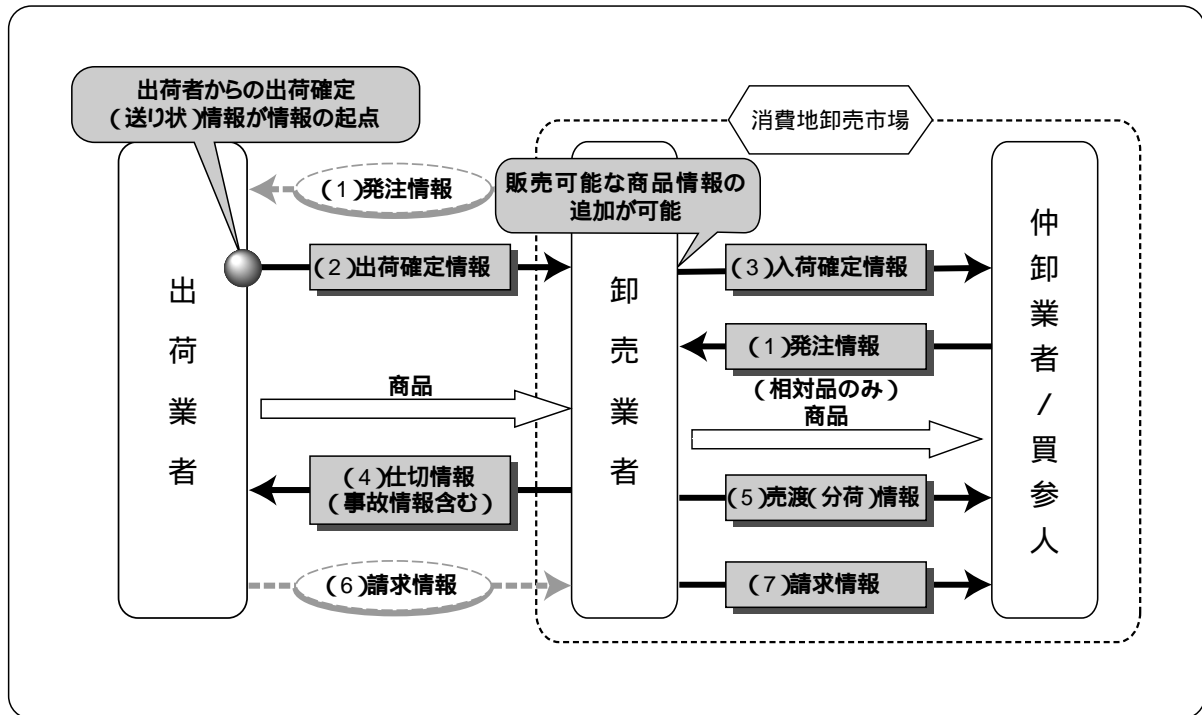 出荷者からの出荷確定
(送り状)情報が情報の起点
消費地卸売市場
(1)発注情報
販売可能な商品情報の
追加が可能
(2)出荷確定情報
(3)入荷確定情報
(1)発注情報
(相対品のみ)
商品
商品
(4)仕切情報
(事故情報含む)
(5)売渡(分荷)情報
(6)請求情報
(7)請求情報
出荷業者
卸売業者
仲卸業者/買参人